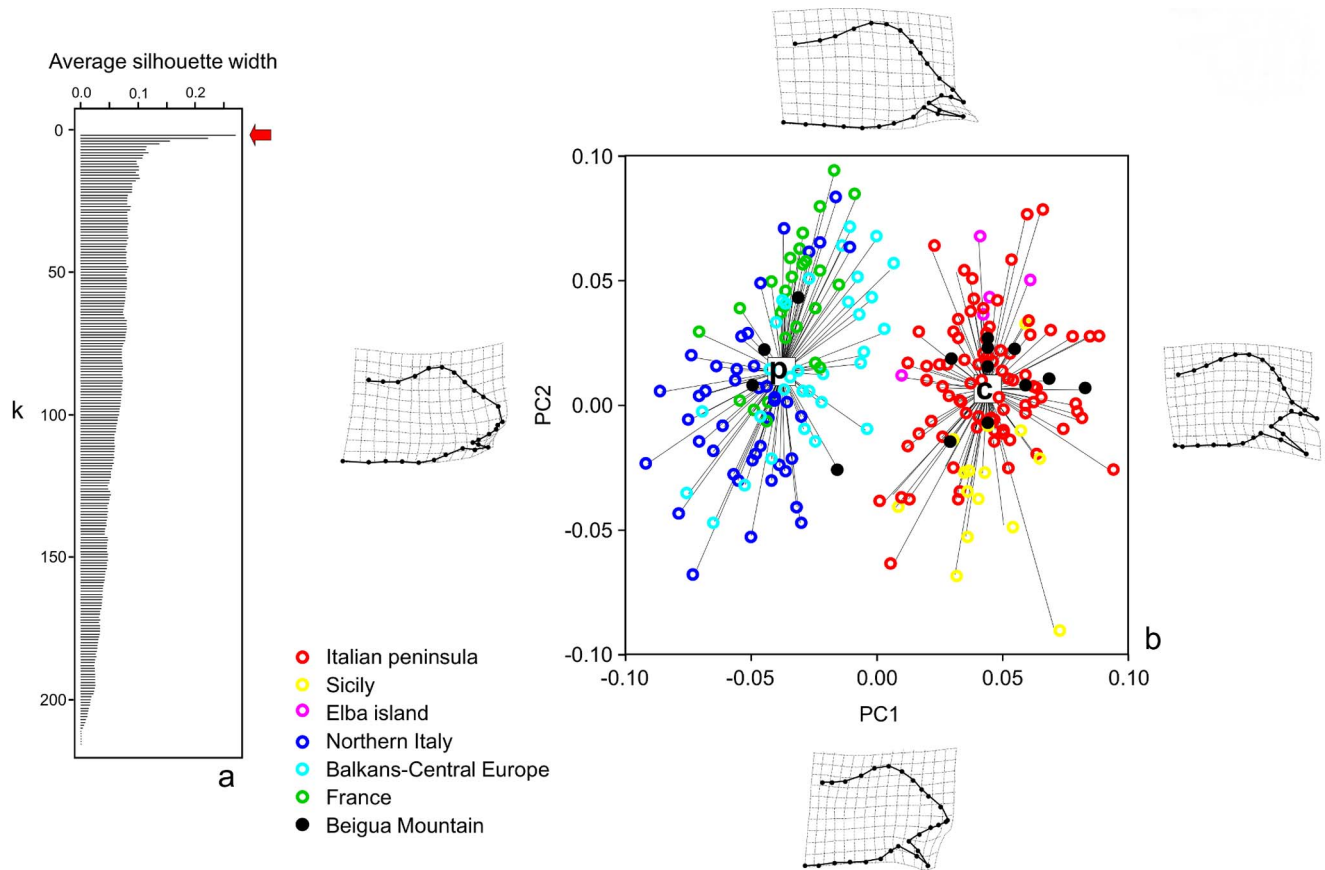 Average silhouette width
0.0 0.1 0.2
0
50
k
100
150
200
a
0.10
0.05
PC2
0.00
-0.05
-0.10
p
c
b
-0.10 -0.05 0.00 0.05 0.10
PC1
Italian peninsula
Sicily
Elba island
Northern Italy
Balkans-Central Europe
France
Beigua Mountain